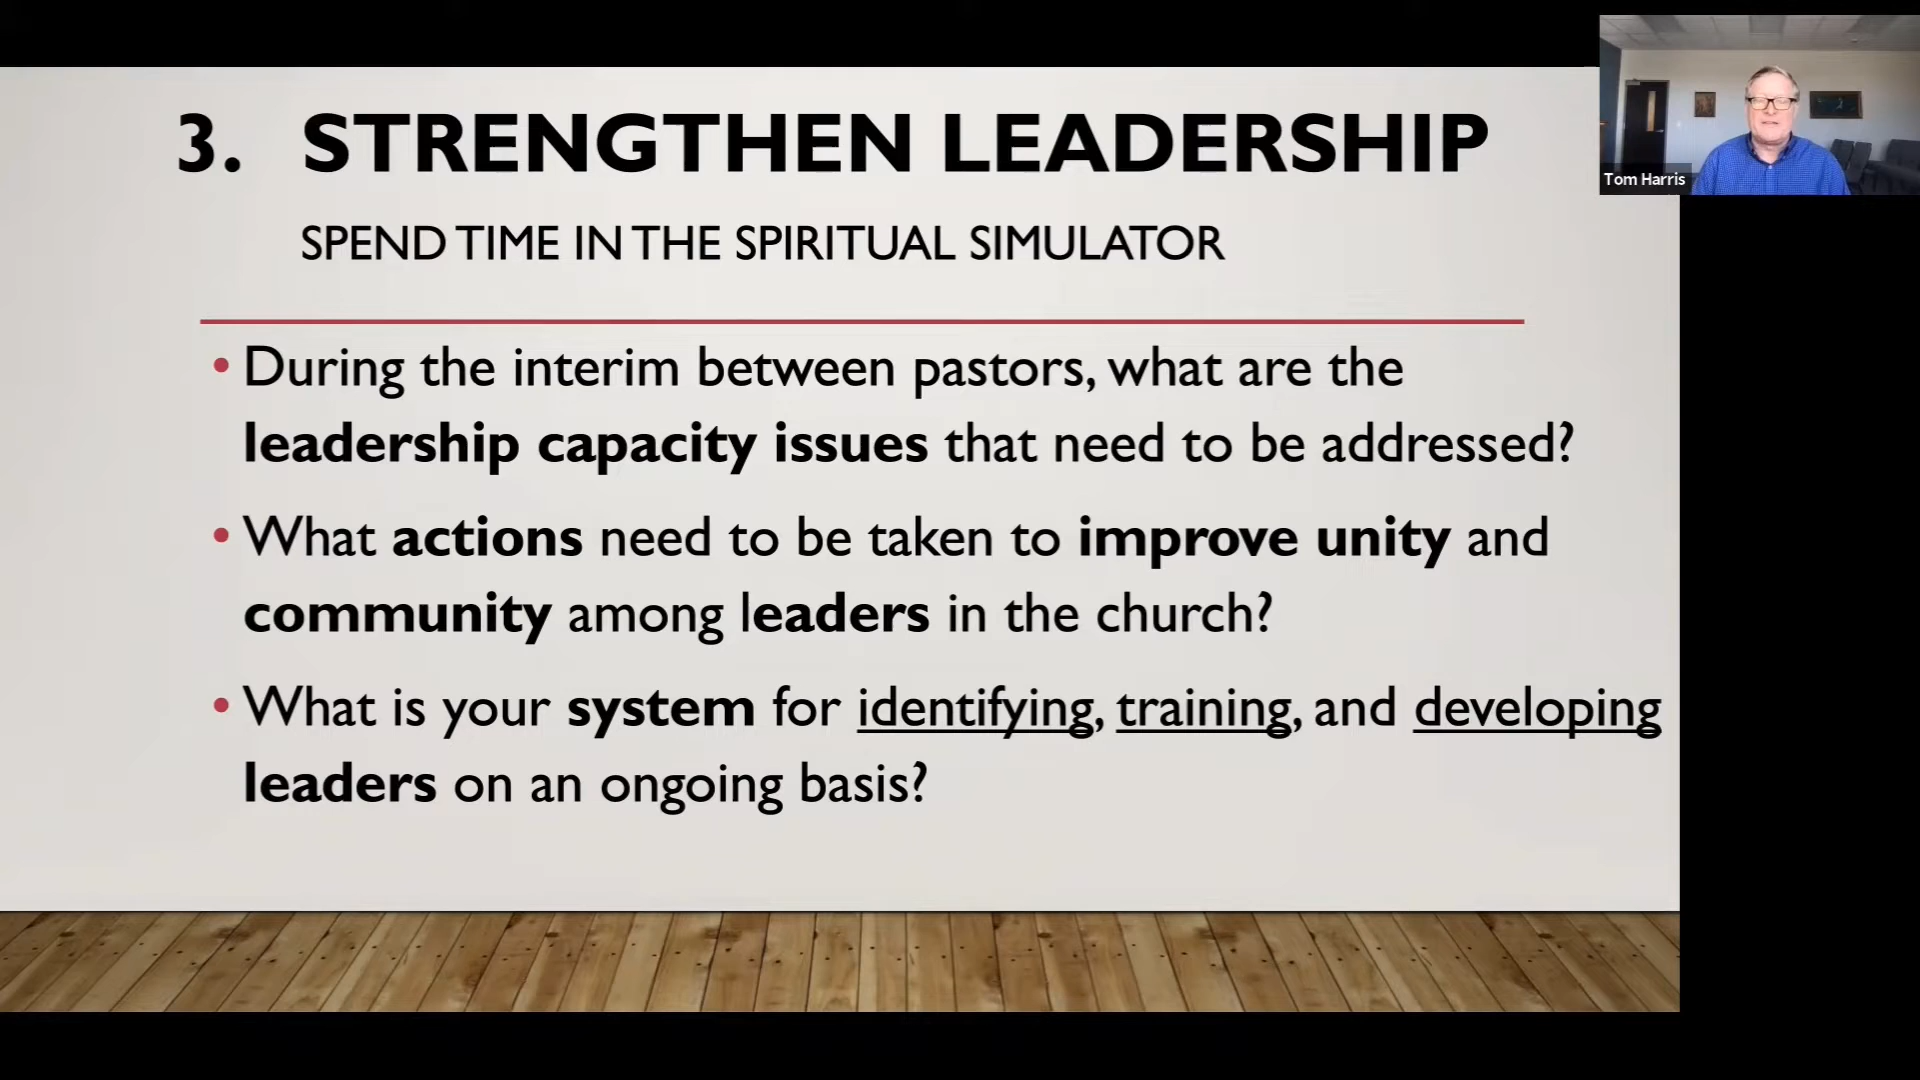 3. STRENGTHEN LEADERSHIP
SPEND TIME IN THE SPIRITUAL SIMULATOR
• During the interim between pastors, what are the
leadership capacity issues that need to be addressed?
• What actions need to be taken to improve unity and
community among leaders in the church?
• What is your system for identifying, training, and developing
leaders on an ongoing basis?
Tom Harris